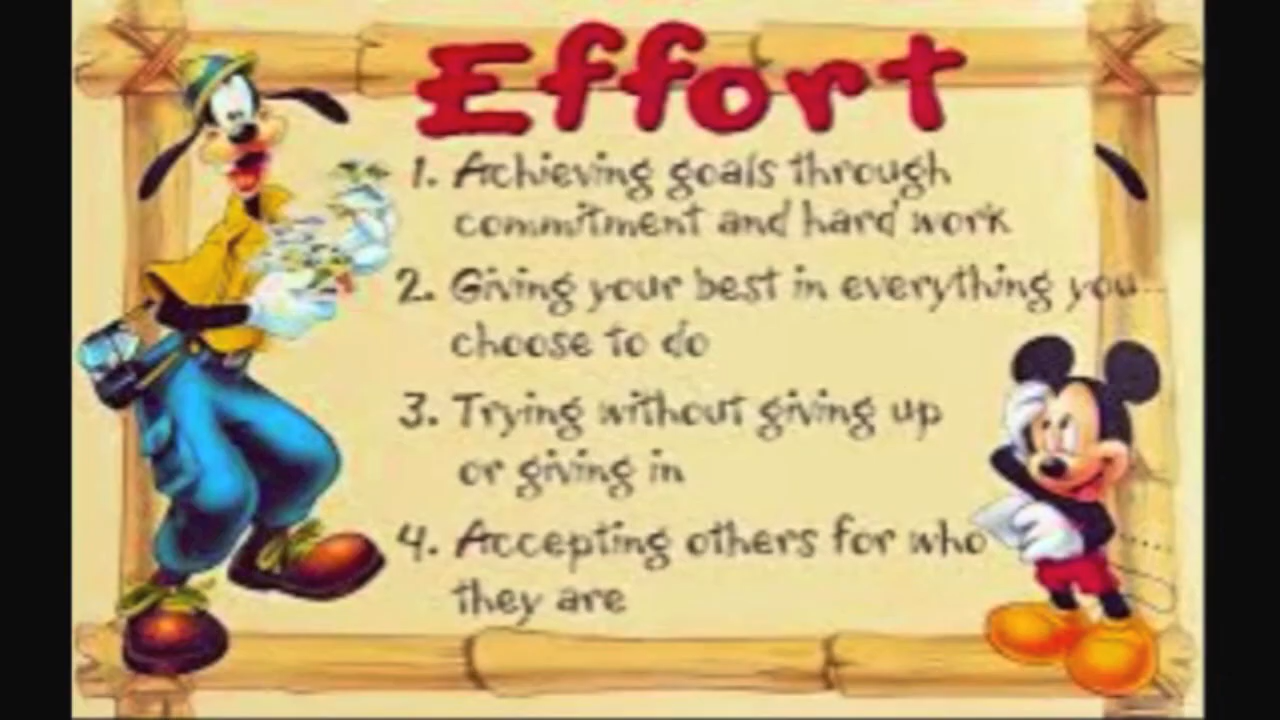 Effort
1. Achieving goals through
commitment and hard work
2. Giving your best in everything you
choose to do
3. Trying without giving up
or giving in
4. Accepting others for who
they are